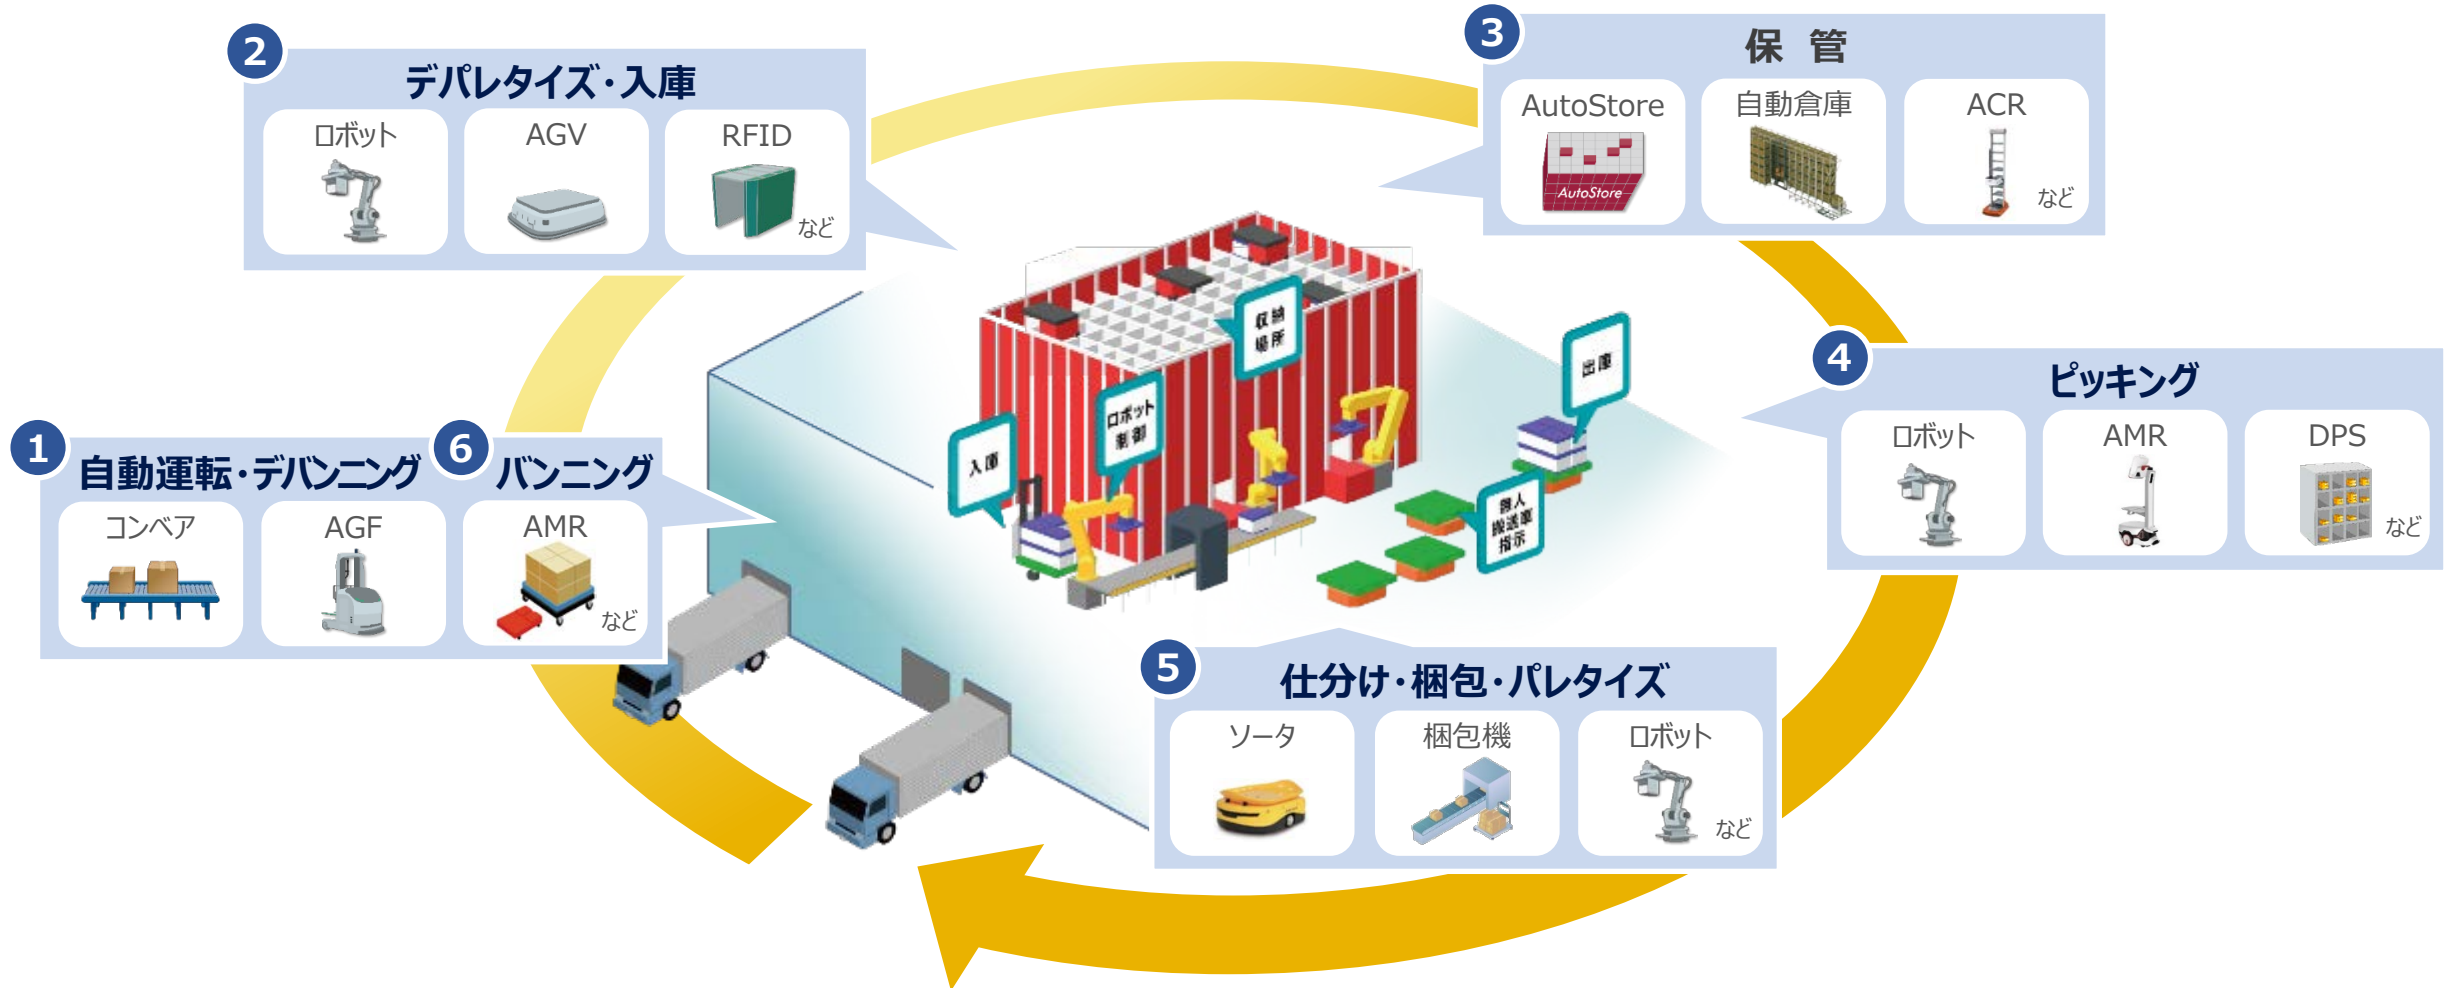 1
自動運転・デバンニング
コンベア
AGF
6
バンニング
AMR
など
2
デパレタイズ・入庫
ロボット
AGV
RFID
など
3
保 管
AutoStore
AutoStore
自動倉庫
ACR
など
4
ピッキング
ロボット
AMR
DPS
など
5
仕分け・梱包・パレタイズ
ソータ
梱包機
ロボット
など
入庫
ロボット
制御
収納
場所
出庫
無人
搬送車
指示